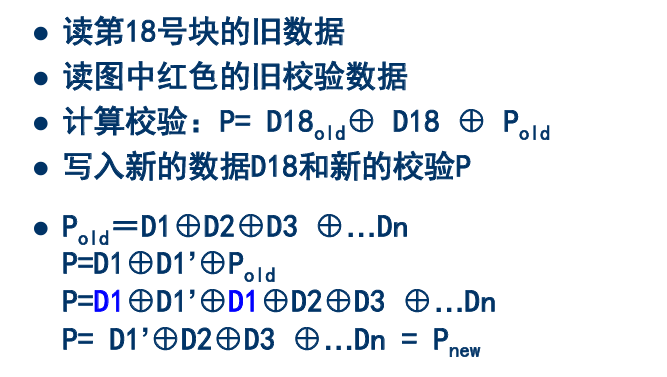 ● 读第18号块的旧数据
● 读图中红色的旧校验数据
● 计算校验：P= D18old⊕ D18 ⊕ Pold
● 写入新的数据D18和新的校验P
● Pold＝D1⊕D2⊕D3 ⊕…Dn
P=D1⊕D1’⊕Pold
P=D1⊕D1’⊕D1⊕D2⊕D3 ⊕…Dn
P= D1’⊕D2⊕D3 ⊕…Dn = Pnew